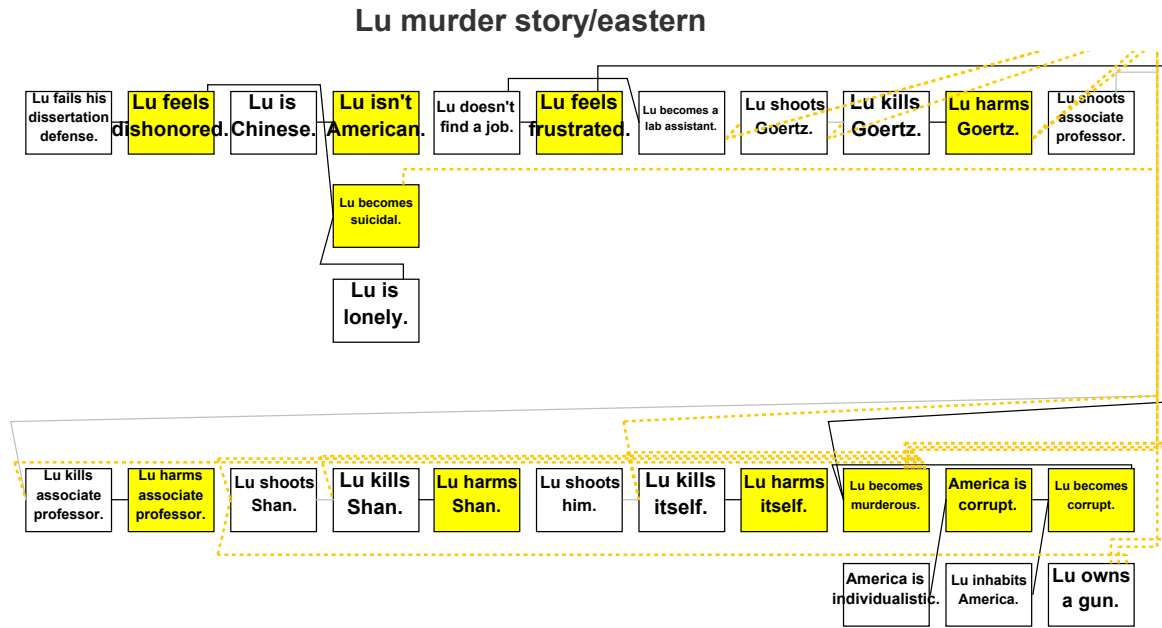 Lu murder story/eastern
Lu fails his
dissertation
defense.
Lu feels
dishonored.
Lu is
Chinese.
Lu isn't
American.
Lu doesn't
find a job.
Lu feels
frustrated.
Lu becomes a
lab assistant.
Lu shoots
Goertz.
Lu kills
Goertz.
Lu harms
Goertz.
Lu shoots
associate
professor.
Lu becomes
suicidal.
Lu is
lonely.
Lu kills
associate
professor.
Lu harms
associate
professor.
Lu shoots
Shan.
Lu kills
Shan.
Lu harms
Shan.
Lu shoots
him.
Lu kills
itself.
Lu harms
itself.
Lu becomes
murderous.
America is
corrupt.
Lu becomes
corrupt.
America is
individualistic.
Lu inhabits
America.
Lu owns
a gun.